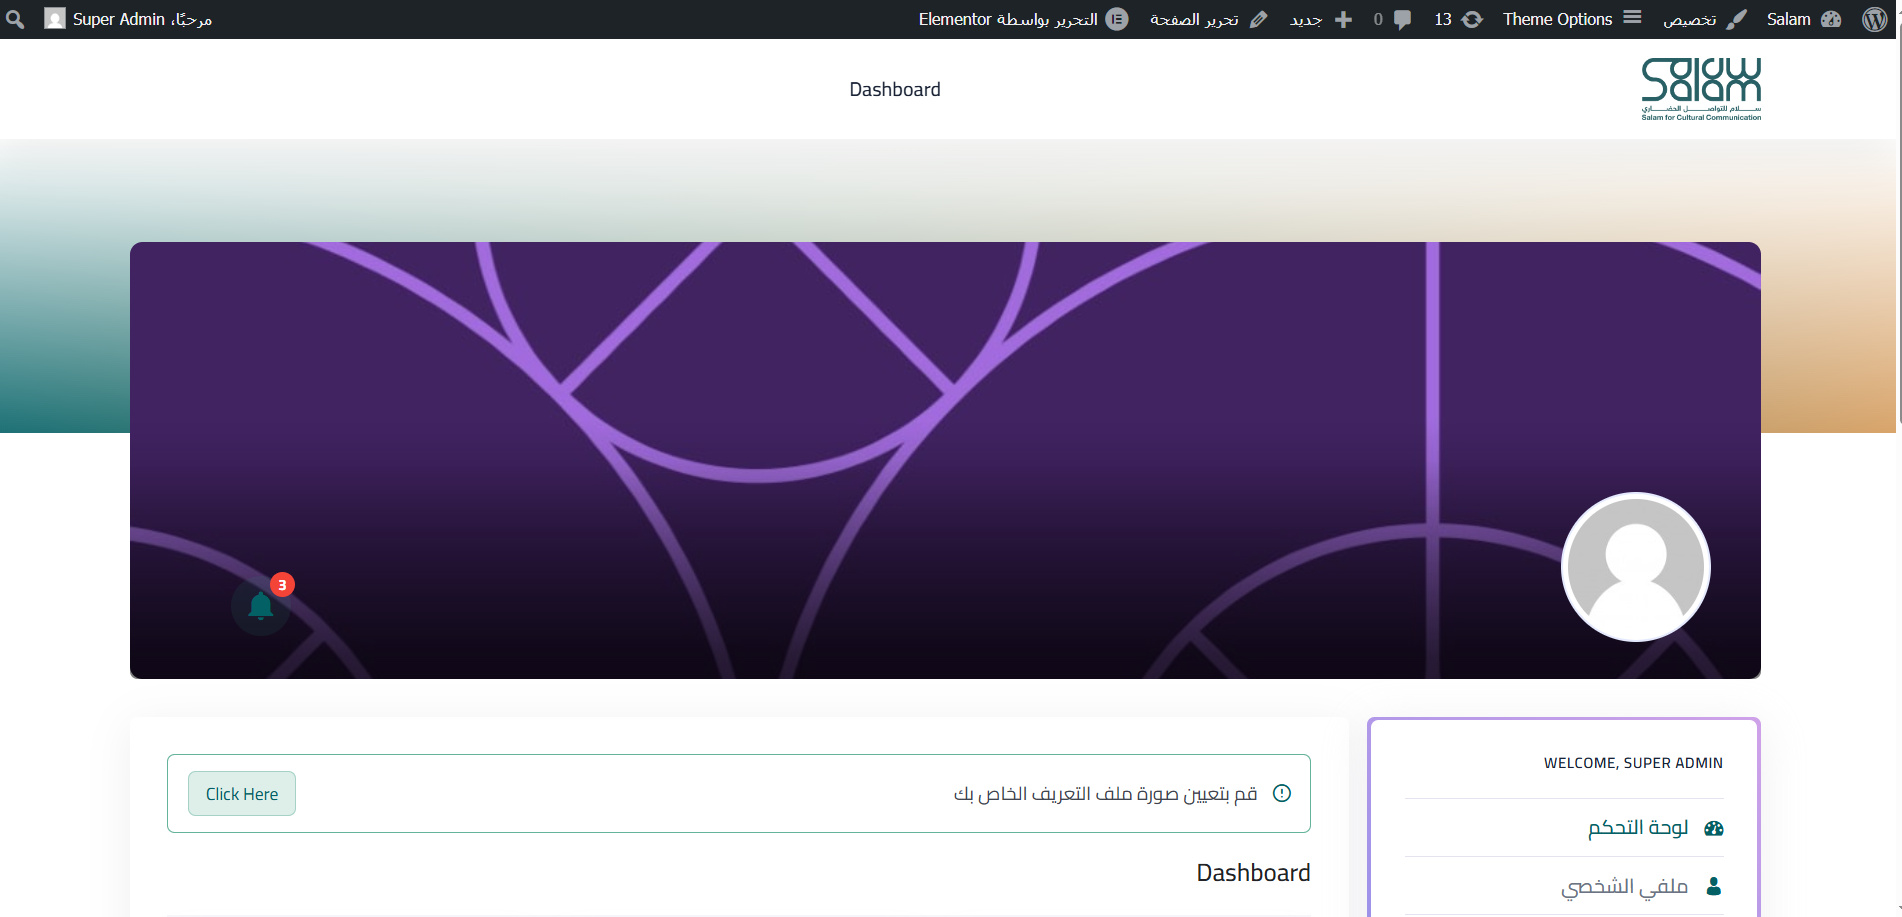 Salam
تخصيص
Theme Options
13
0
جديد
تحرير الصفحة
التحرير بواسطة Elementor
مرحبًا، Super Admin
Salam
سلام للتواصل الحضاري
Salam for Cultural Communication
Dashboard
3
WELCOME, SUPER ADMIN
لوحة التحكم
ملفي الشخصي
قم بتعيين صورة ملف التعريف الخاص بك
Click Here
Dashboard